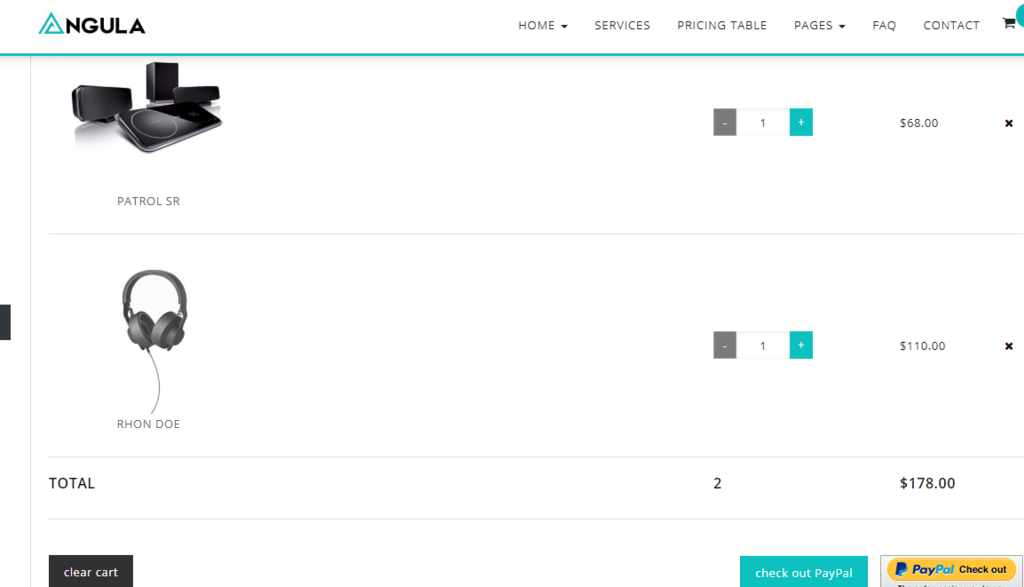 ANGULA
HOME SERVICES PRICING TABLE PAGES FAQ CONTACT
- 1 + $68.00 ×
PATROL SR
- 1 + $110.00 ×
RHON DOE
TOTAL 2 $178.00
clear cart check out PayPal PayPal Check out